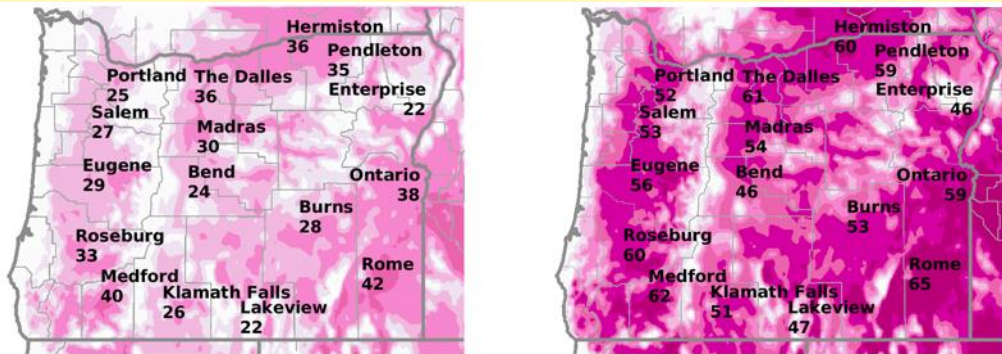 Hermiston
36
Pendleton
35
Portland
25
The Dalles
36
Enterprise
22
Salem
27
Madras
30
Eugene
29
Bend
24
Ontario
38
Burns
28
Roseburg
33
Medford
40
Rome
42
Klamath Falls
26
Lakeview
22
Hermiston
60
Pendleton
59
Portland
52
The Dalles
61
Enterprise
46
Salem
53
Madras
54
Eugene
56
Bend
46
Ontario
59
Burns
53
Roseburg
60
Medford
62
Rome
65
Klamath Falls
51
Lakeview
47